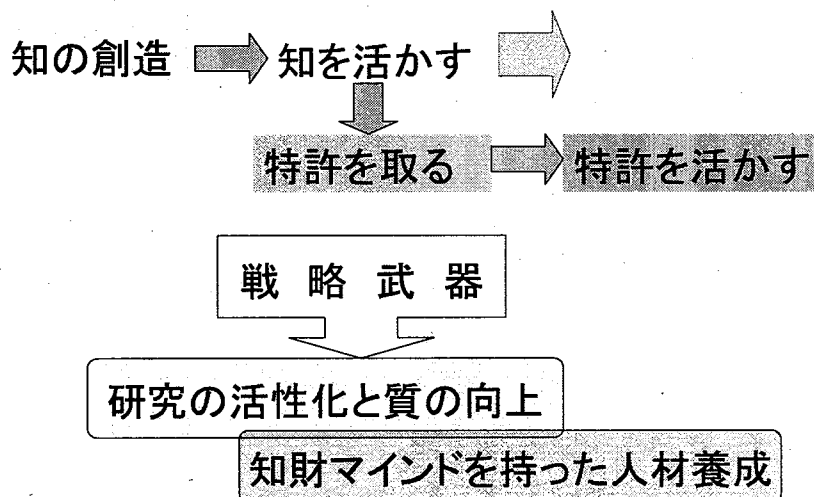 知の創造 知を活かす
特許を取る 特許を活かす
戦 略 武 器
研究の活性化と質の向上
知財マインドを持った人材養成